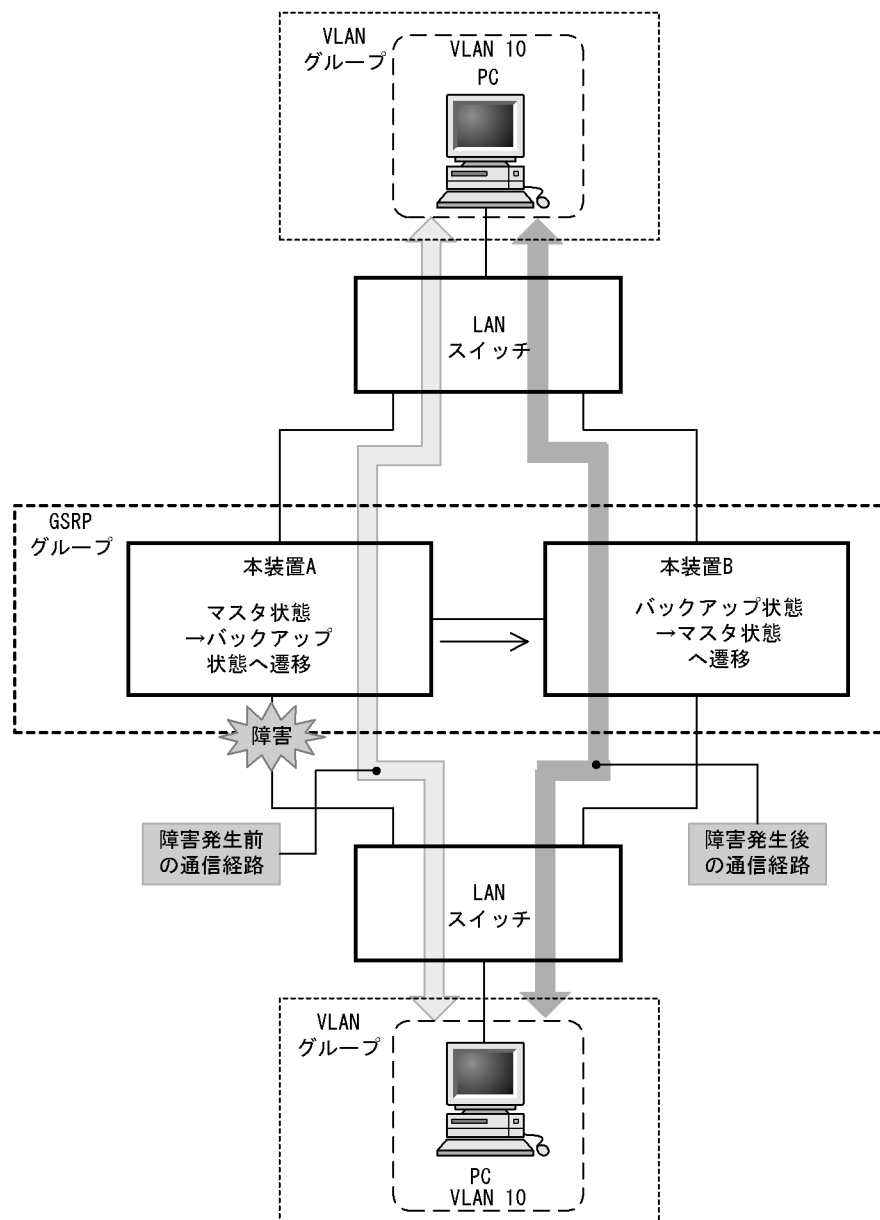 VLAN
グループ
VLAN 10
PC
LAN
スイッチ
GSRP
グループ
本装置A
マスタ状態
→バックアップ
状態へ遷移
本装置B
バックアップ状態
→マスタ状態
へ遷移
障害
障害発生前
の通信経路
障害発生後
の通信経路
LAN
スイッチ
VLAN
グループ
PC
VLAN 10